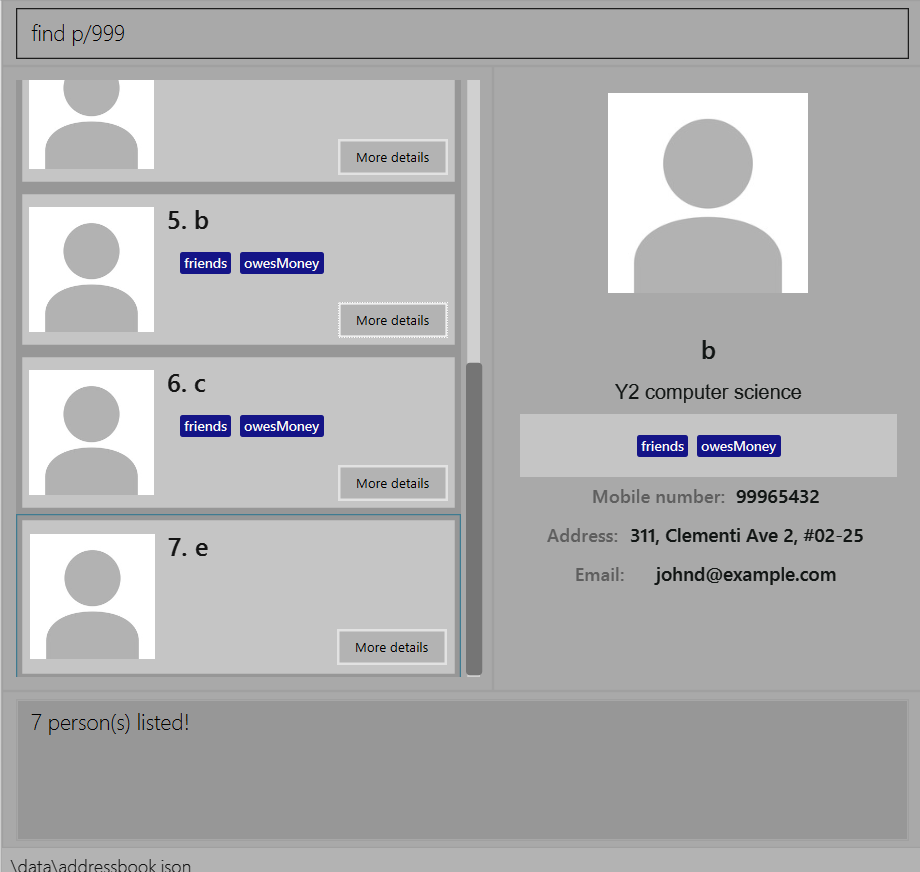 find p/999
More details
5. b
friends owesMoney
More details
6. c
friends owesMoney
More details
7. e
More details
b
Y2 computer science
friends owesMoney
Mobile number: 99965432
Address: 311, Clementi Ave 2, #02-25
Email: johnd@example.com
7 person(s) listed!
\data\addressbook.json